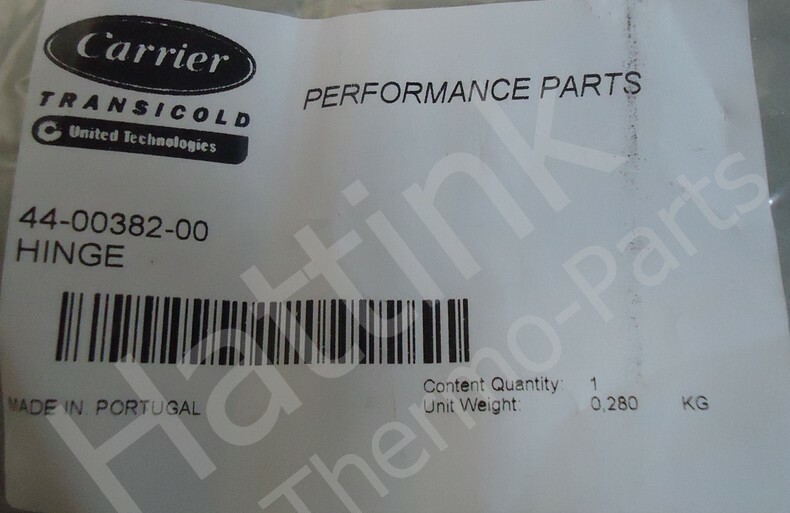 Carrier
TRANSICOLD
United Technologies
PERFORMANCE PARTS
44-00382-00
HINGE
MADE IN PORTUGAL
Content Quantity: 1
Unit Weight: 0,280 KG
Hattink
Thermo-Parts